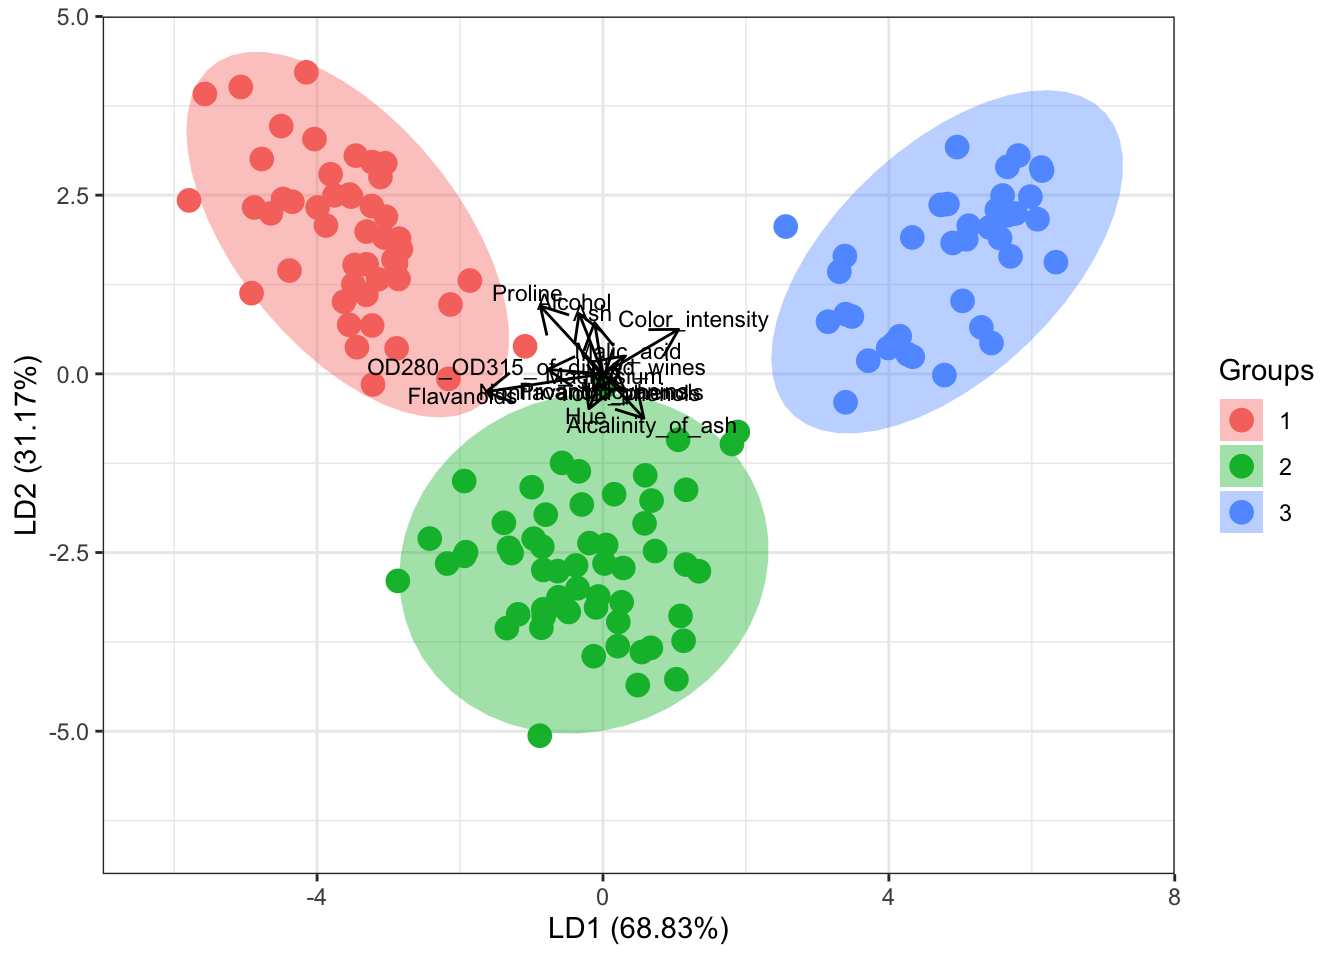 5.0
2.5
0.0
-2.5
-5.0
-4
0
4
8
LD1 (68.83%)
LD2 (31.17%)
Proline
Alcohol
Ash
Color_intensity
Malic_acid
OD280_OD315_of_diluted_wines
Magnesium
Flavanoids
Hue
Alcalinity_of_ash
Groups
1
2
3